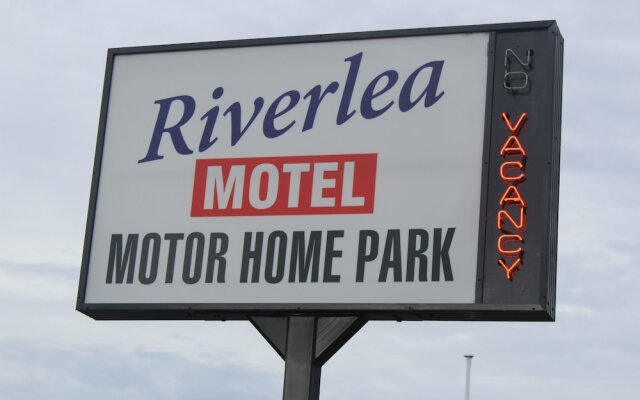 Riverlea
MOTEL
MOTOR HOME PARK
NO
VACANCY